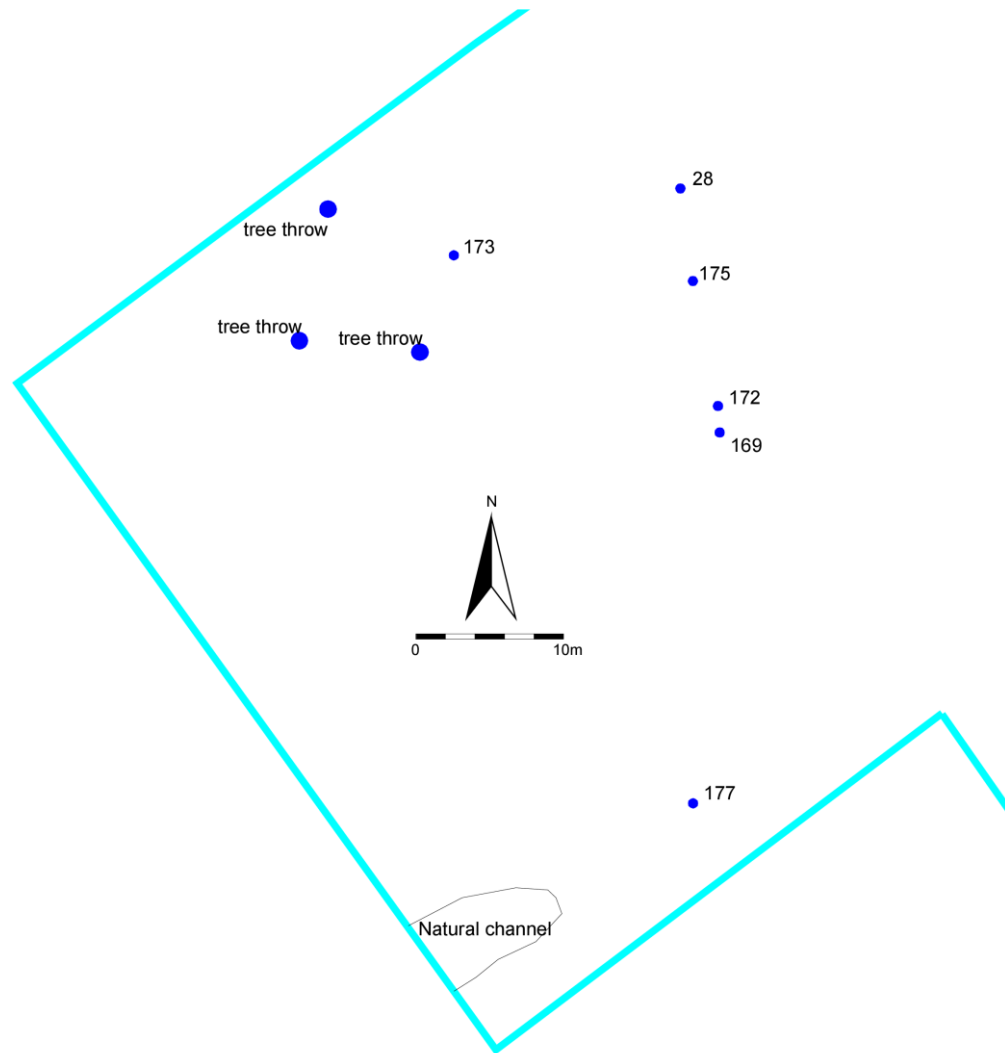 28
tree throw
173
175
tree throw
tree throw
172
169
N
0 10m
177
Natural channel